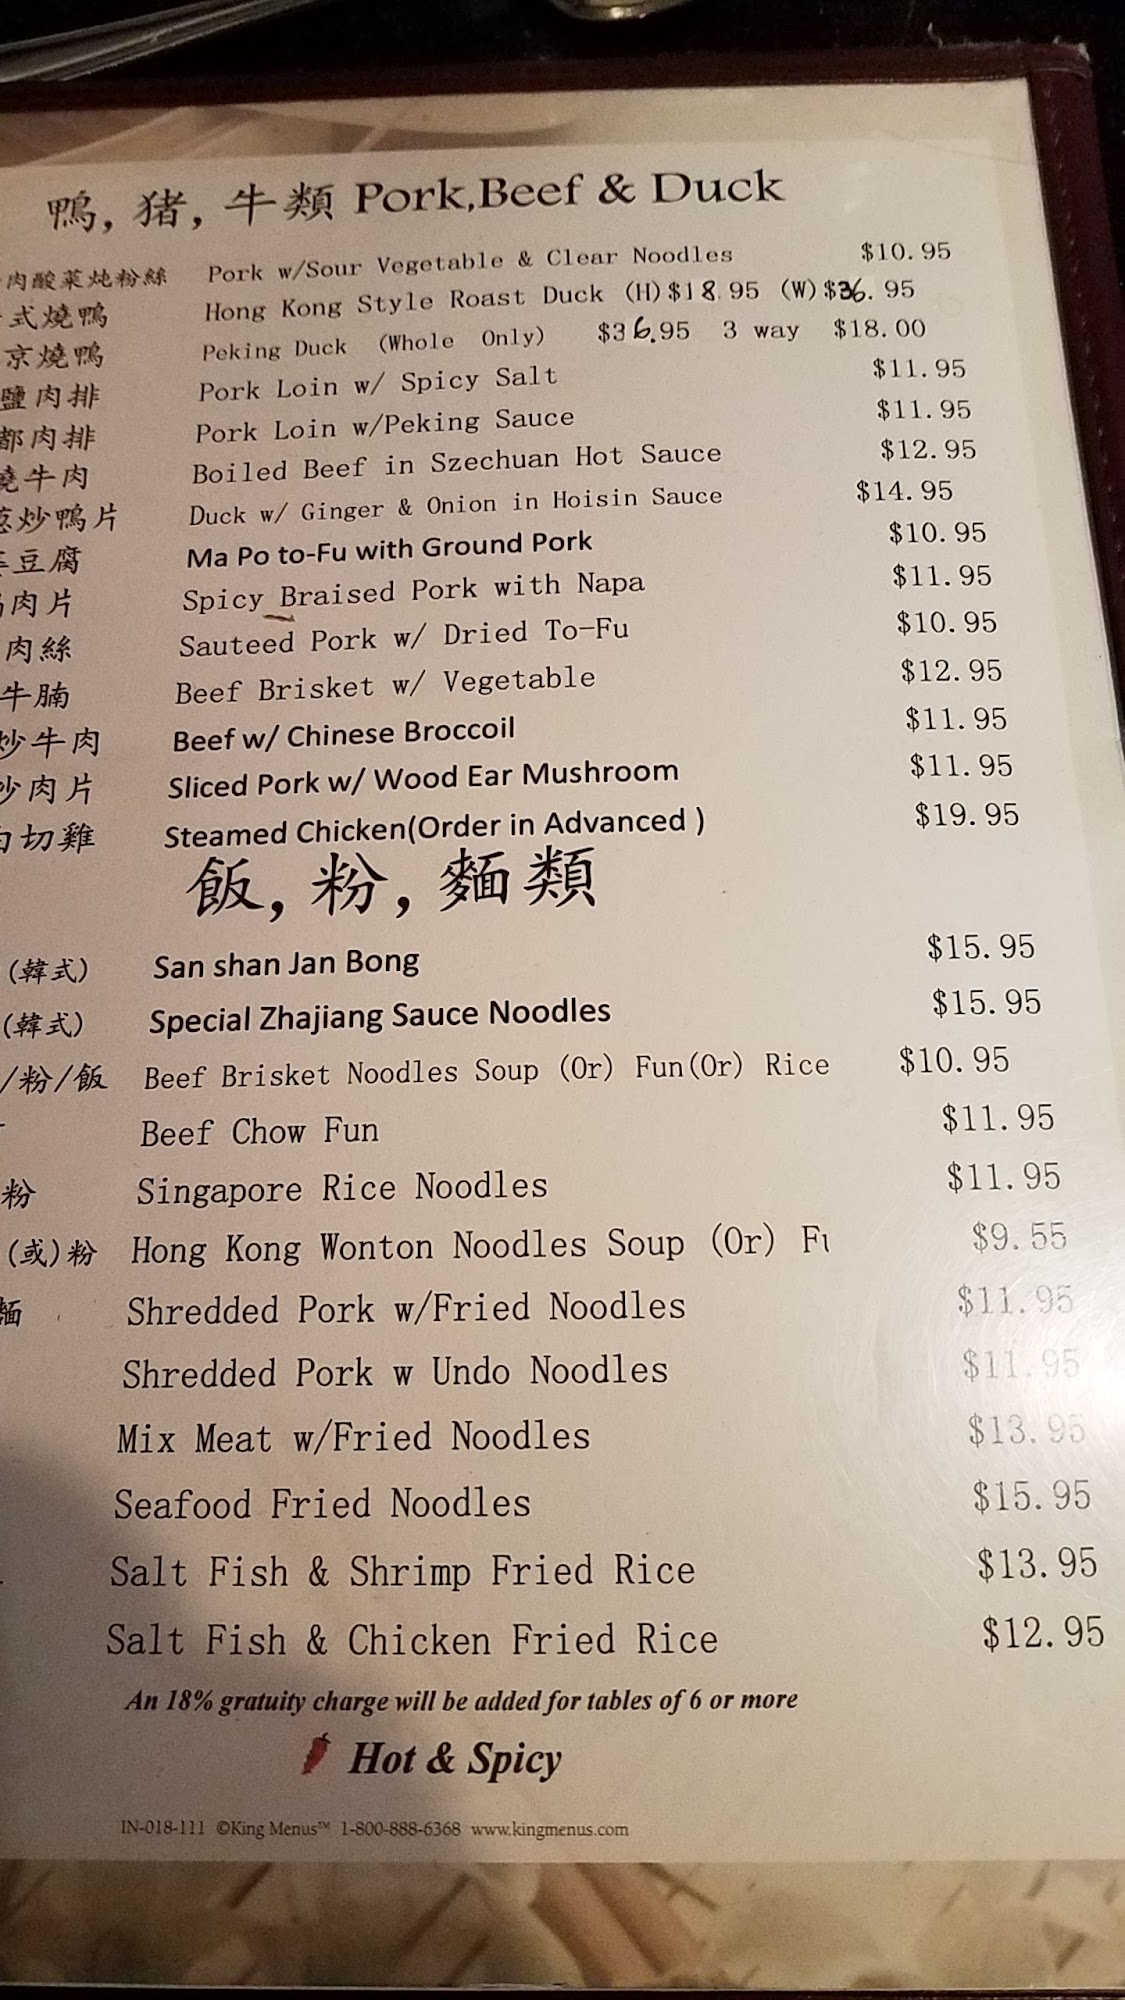 鴨, 猪, 牛類 Pork,Beef & Duck
肉酸菜炖粉絲 Pork w/Sour Vegetable & Clear Noodles $10.95
式燒鴨 Hong Kong Style Roast Duck (H)$18.95 (W)$36.95
京燒鴨 Peking Duck (Whole Only) $36.95 3 way $18.00
鹽肉排 Pork Loin w/ Spicy Salt $11.95
都肉排 Pork Loin w/Peking Sauce $11.95
燒牛肉 Boiled Beef in Szechuan Hot Sauce $12.95
葱炒鴨片 Duck w/ Ginger & Onion in Hoisin Sauce $14.95
豆腐 Ma Po to-Fu with Ground Pork $10.95
肉片 Spicy Braised Pork with Napa $11.95
肉絲 Sauteed Pork w/ Dried To-Fu $10.95
牛腩 Beef Brisket w/ Vegetable $12.95
炒牛肉 Beef w/ Chinese Broccoil $11.95
炒肉片 Sliced Pork w/ Wood Ear Mushroom $11.95
白切雞 Steamed Chicken(Order in Advanced ) $19.95
飯, 粉, 麵類
(韓式) San shan Jan Bong $15.95
(韓式) Special Zhajiang Sauce Noodles $15.95
/粉/飯 Beef Brisket Noodles Soup (Or) Fun(Or) Rice $10.95
Beef Chow Fun $11.95
粉 Singapore Rice Noodles $11.95
(或)粉 Hong Kong Wonton Noodles Soup (Or) $9.55
麵 Shredded Pork w/Fried Noodles $11.95
Shredded Pork w Undo Noodles $11.95
Mix Meat w/Fried Noodles $13.95
Seafood Fried Noodles $15.95
Salt Fish & Shrimp Fried Rice $13.95
Salt Fish & Chicken Fried Rice $12.95
An 18% gratuity charge will be added for tables of 6 or more
Hot & Spicy
IN-018-111 ©King Menus™ 1-800-888-6368 www.kingmenus.com